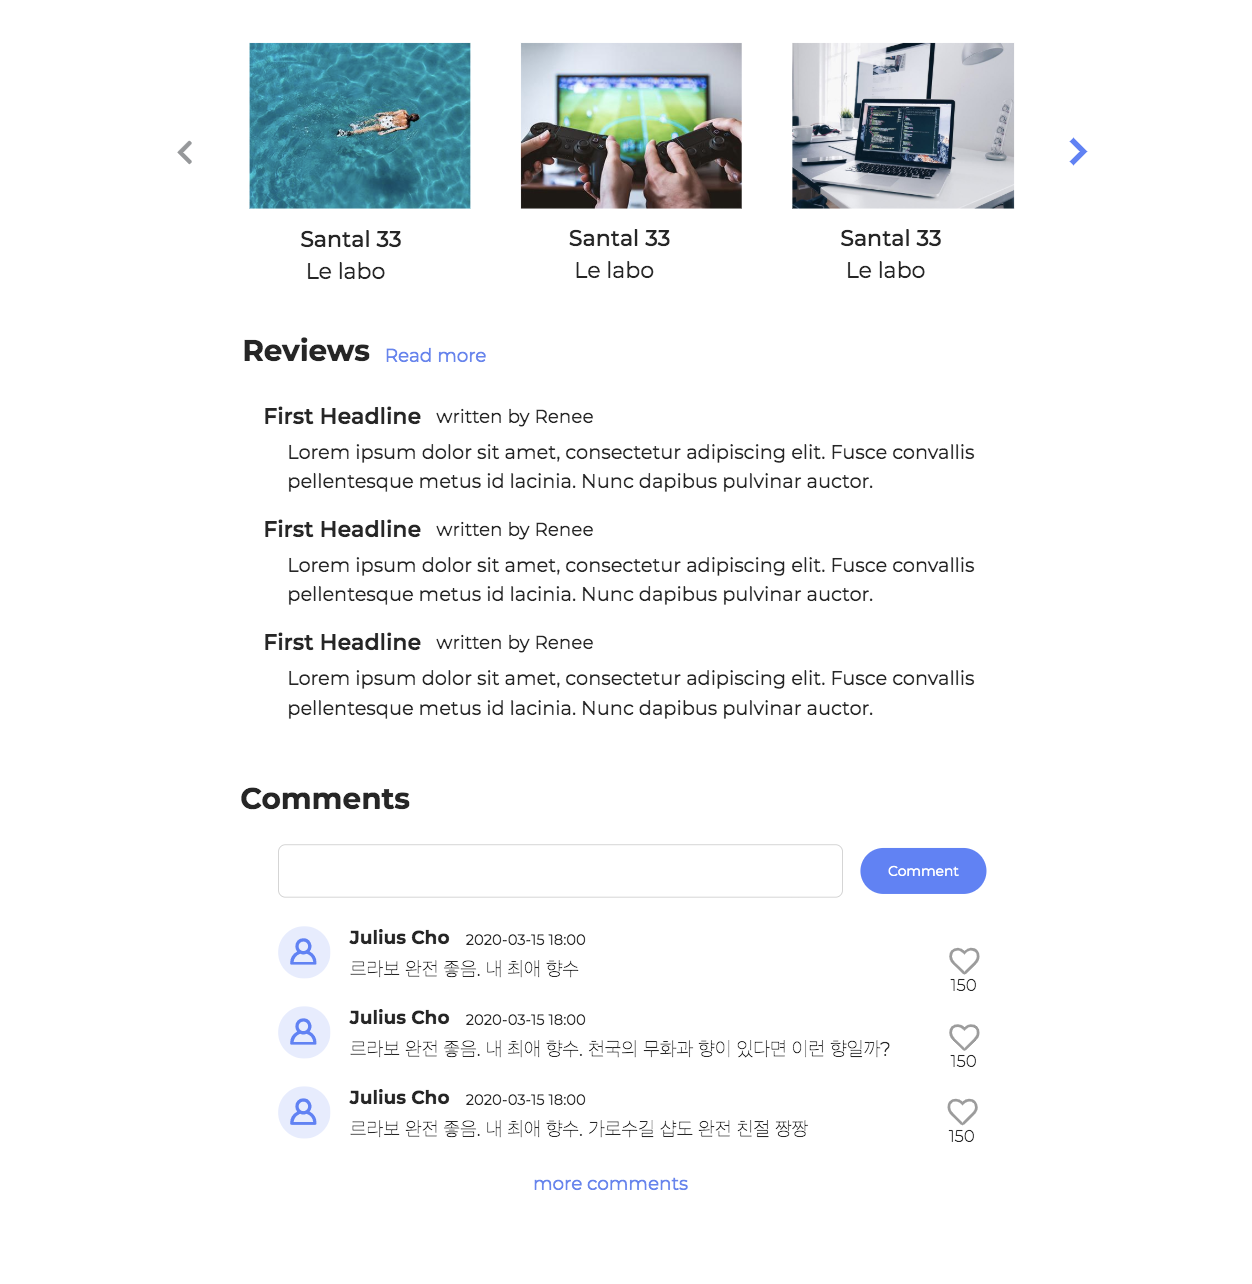 Santal 33
Le labo
Santal 33
Le labo
Santal 33
Le labo
Reviews Read more
First Headline written by Renee
Lorem ipsum dolor sit amet, consectetur adipiscing elit. Fusce convallis
pellentesque metus id lacinia. Nunc dapibus pulvinar auctor.
First Headline written by Renee
Lorem ipsum dolor sit amet, consectetur adipiscing elit. Fusce convallis
pellentesque metus id lacinia. Nunc dapibus pulvinar auctor.
First Headline written by Renee
Lorem ipsum dolor sit amet, consectetur adipiscing elit. Fusce convallis
pellentesque metus id lacinia. Nunc dapibus pulvinar auctor.
Comments
Comment
Julius Cho 2020-03-15 18:00
르라보 완전 좋음. 내 최애 향수
150
Julius Cho 2020-03-15 18:00
르라보 완전 좋음. 내 최애 향수. 천국의 무화과 향이 있다면 이런 향일까?
150
Julius Cho 2020-03-15 18:00
르라보 완전 좋음. 내 최애 향수. 가로수길 샵도 완전 친절 짱짱
150
more comments